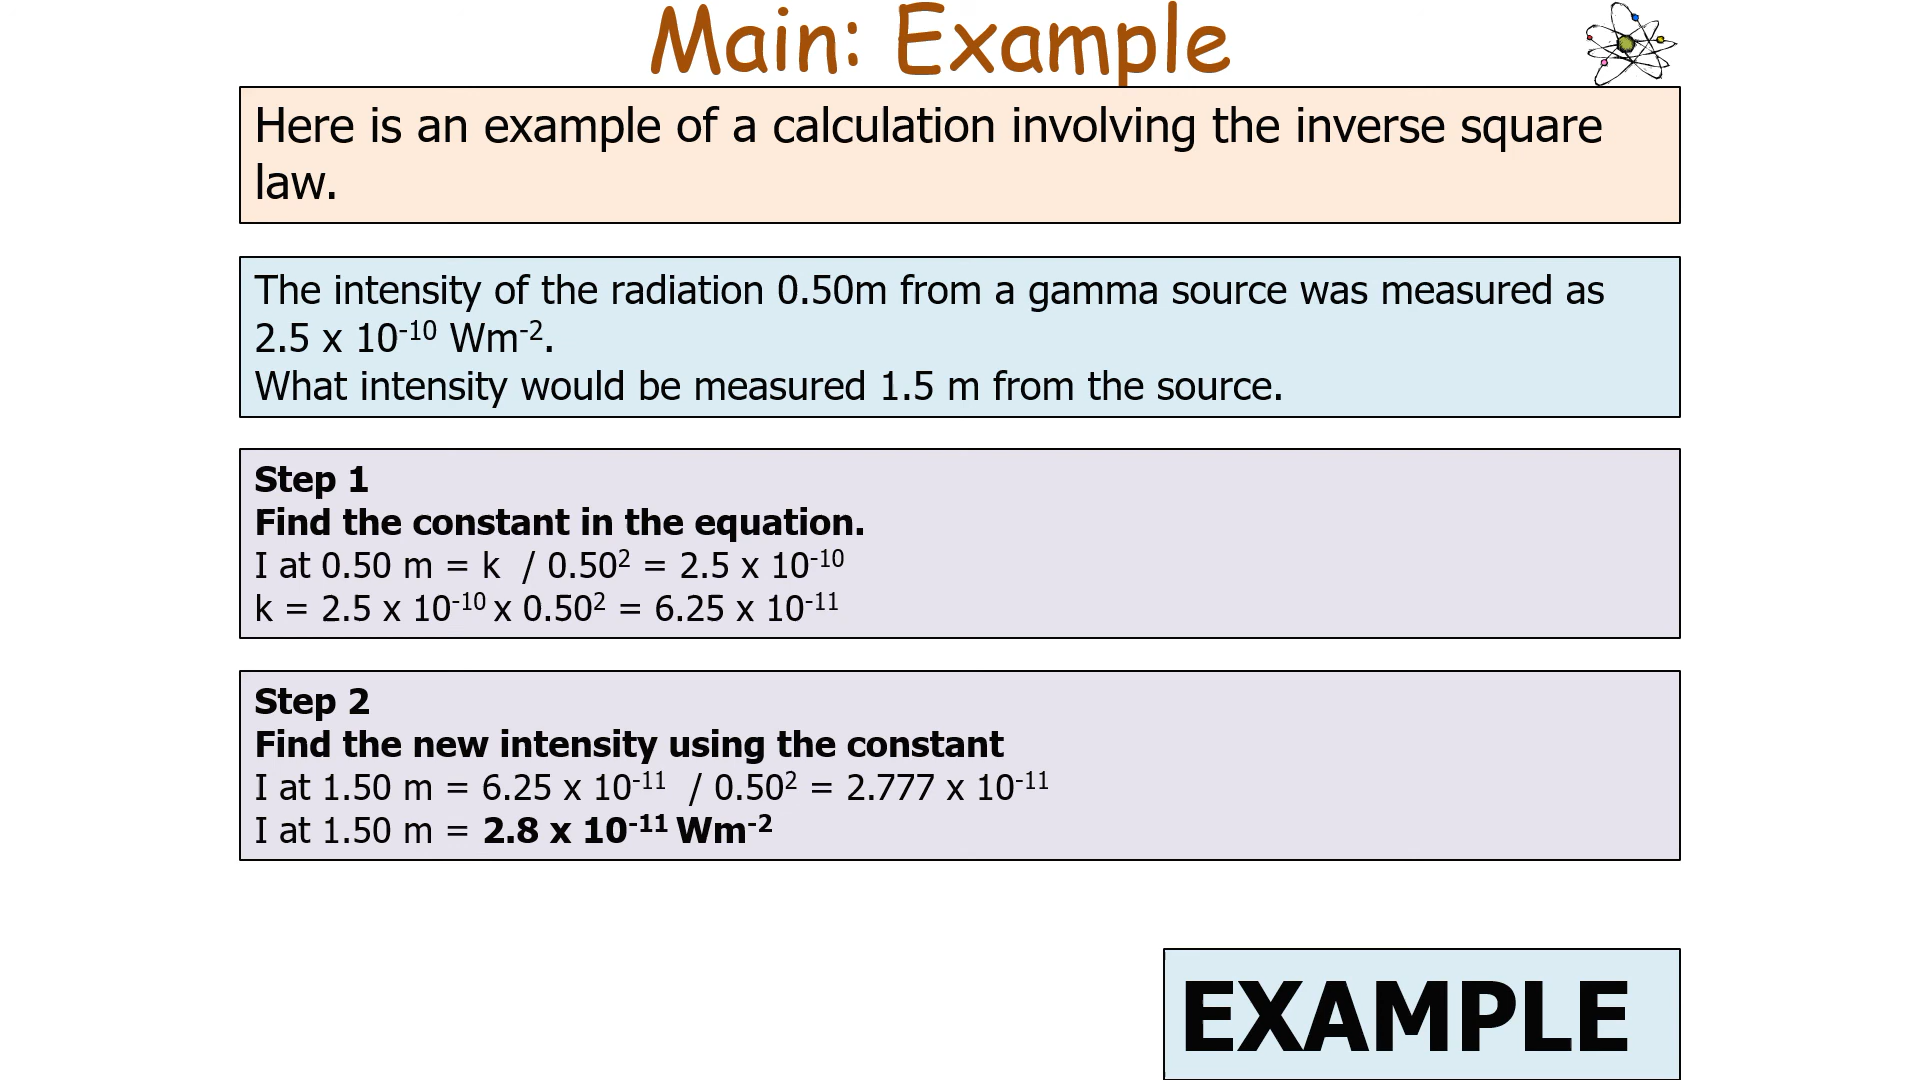 Main: Example
Here is an example of a calculation involving the inverse square
law.
The intensity of the radiation 0.50m from a gamma source was measured as
2.5 x 10⁻¹⁰ Wm⁻².
What intensity would be measured 1.5 m from the source.
Step 1
Find the constant in the equation.
I at 0.50 m = k / 0.50² = 2.5 x 10⁻¹⁰
k = 2.5 x 10⁻¹⁰ x 0.50² = 6.25 x 10⁻¹¹
Step 2
Find the new intensity using the constant
I at 1.50 m = 6.25 x 10⁻¹¹ / 0.50² = 2.777 x 10⁻¹¹
I at 1.50 m = 2.8 x 10⁻¹¹ Wm⁻²
EXAMPLE